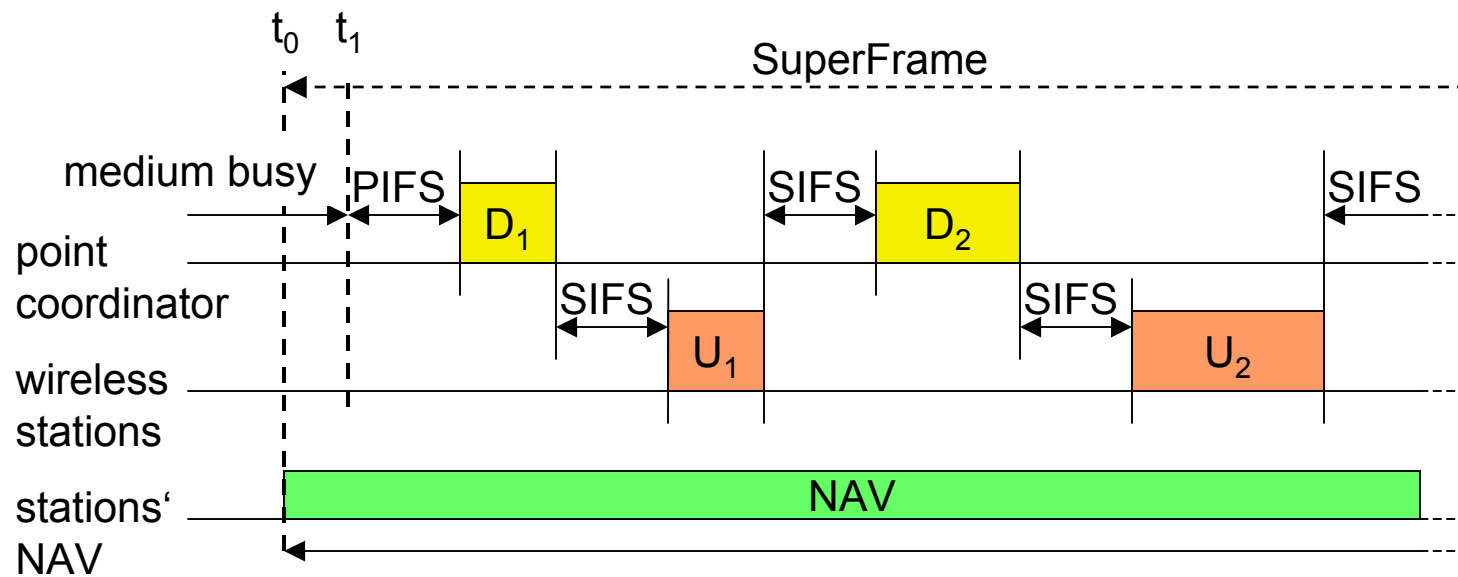 t₀ t₁
SuperFrame
medium busy
PIFS
SIFS
SIFS
D₁
D₂
point
coordinator
SIFS
SIFS
U₁
U₂
wireless
stations
NAV
stations‘
NAV